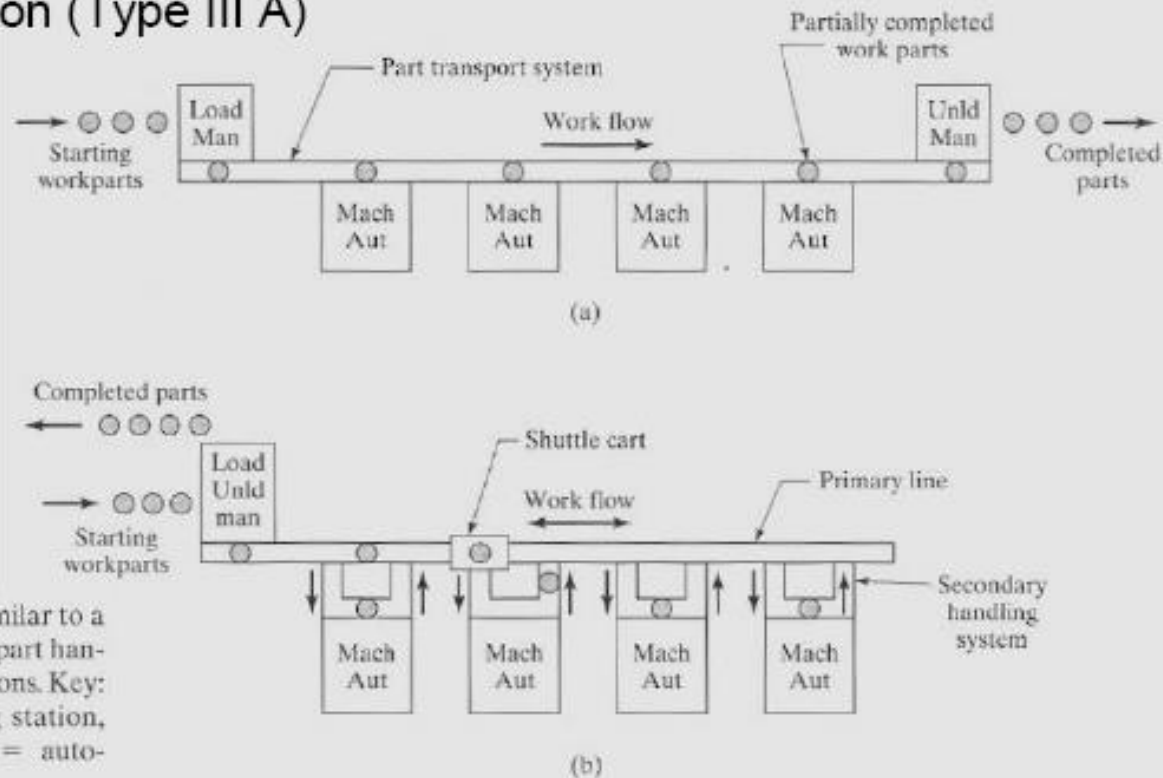 on (Type III A)
Partially completed
work parts
Part transport system
Load
Man
Work flow
Unld
Man
Starting
workparts
Completed
parts
Mach
Aut
Mach
Aut
Mach
Aut
Mach
Aut
(a)
Completed parts
Shuttle cart
Load
Unld
man
Work flow
Primary line
Starting
workparts
Secondary
handling
system
milar to a
part han-
ons. Key:
station,
= auto-
Mach
Aut
Mach
Aut
Mach
Aut
Mach
Aut
(b)